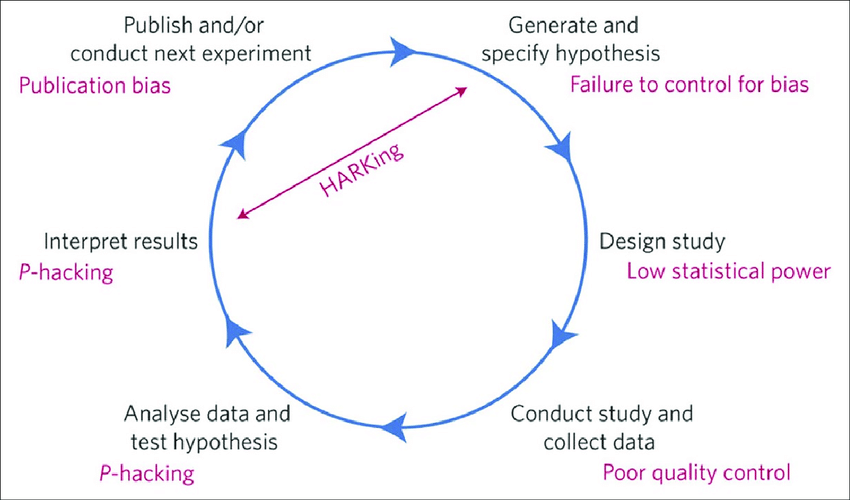 Publish and/or
conduct next experiment
Publication bias
Generate and
specify hypothesis
Failure to control for bias
HARKing
Interpret results
P-hacking
Design study
Low statistical power
Analyse data and
test hypothesis
P-hacking
Conduct study and
collect data
Poor quality control